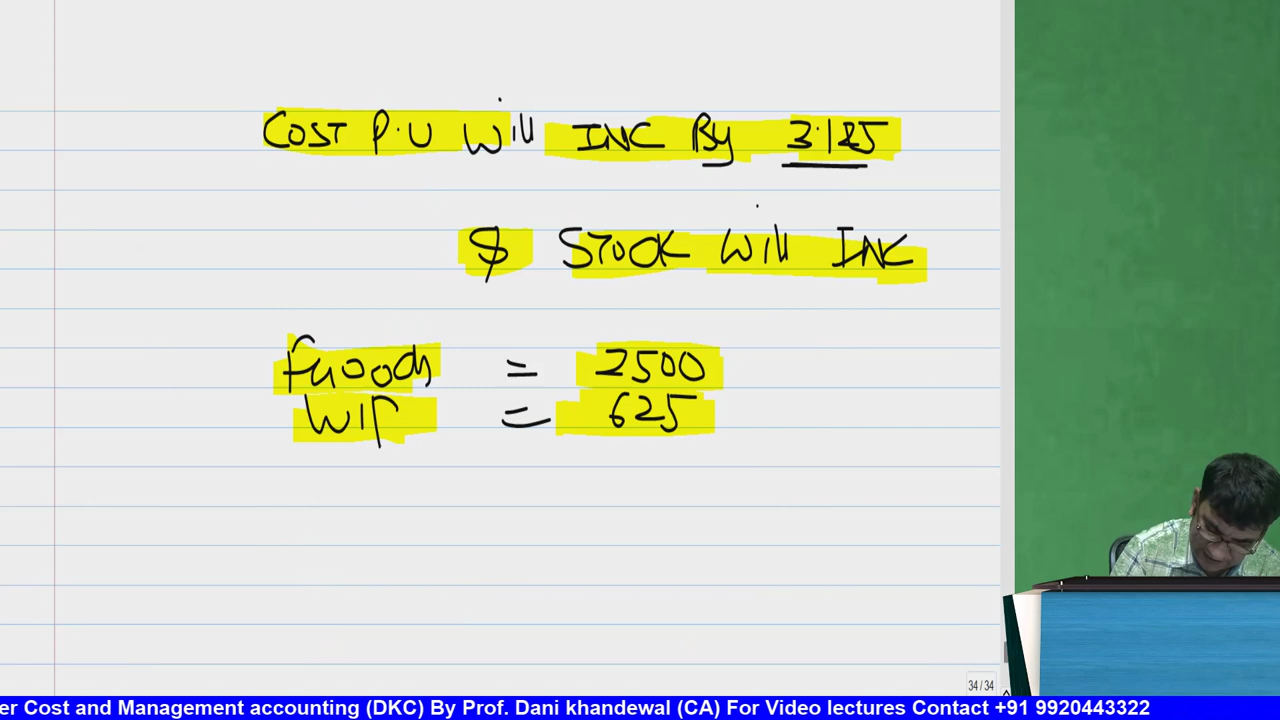 COST P.U Will INC By 3.125
$ STOCK Will INC
FGoods = 2500
WIP = 625
34 / 34
er Cost and Management accounting (DKC) By Prof. Dani khandewal (CA) For Video lectures Contact +91 9920443322